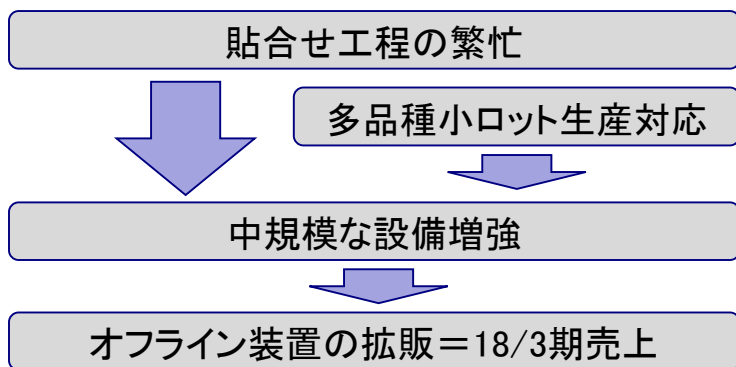 貼合せ工程の繁忙
多品種小ロット生産対応
中規模な設備増強
オフライン装置の拡販＝18/3期売上